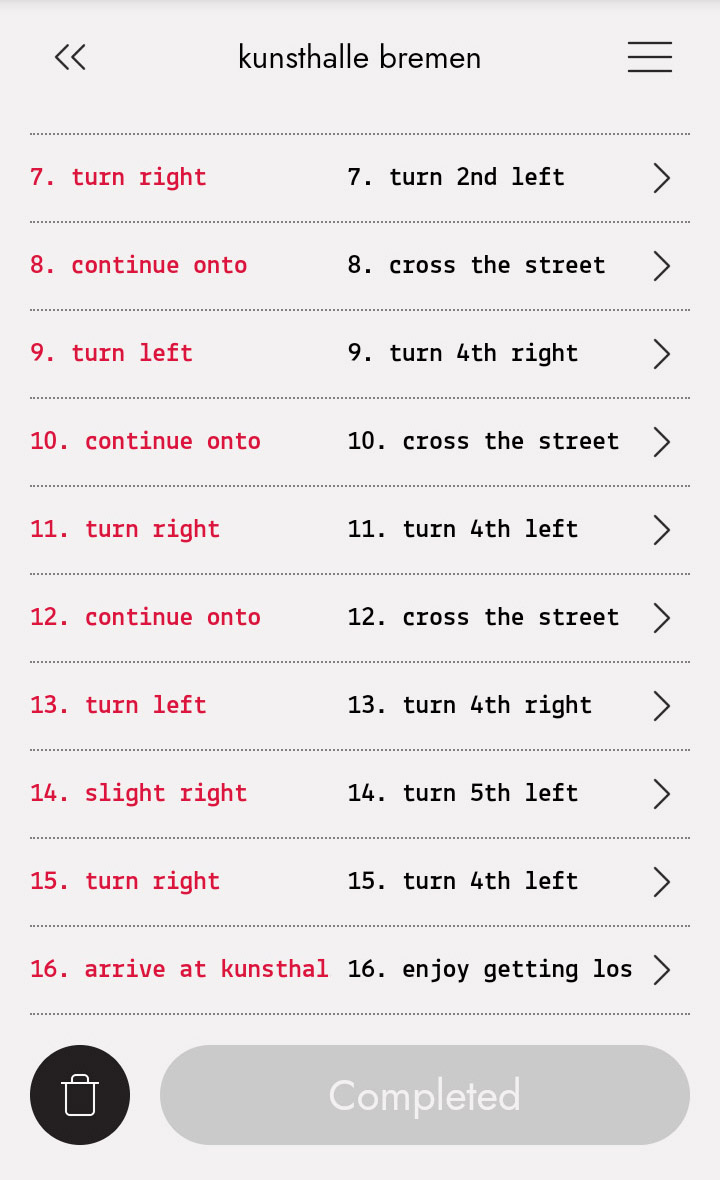 kunsthalle bremen
7. turn right 7. turn 2nd left
8. continue onto 8. cross the street
9. turn left 9. turn 4th right
10. continue onto 10. cross the street
11. turn right 11. turn 4th left
12. continue onto 12. cross the street
13. turn left 13. turn 4th right
14. slight right 14. turn 5th left
15. turn right 15. turn 4th left
16. arrive at kunsthal 16. enjoy getting los
Completed